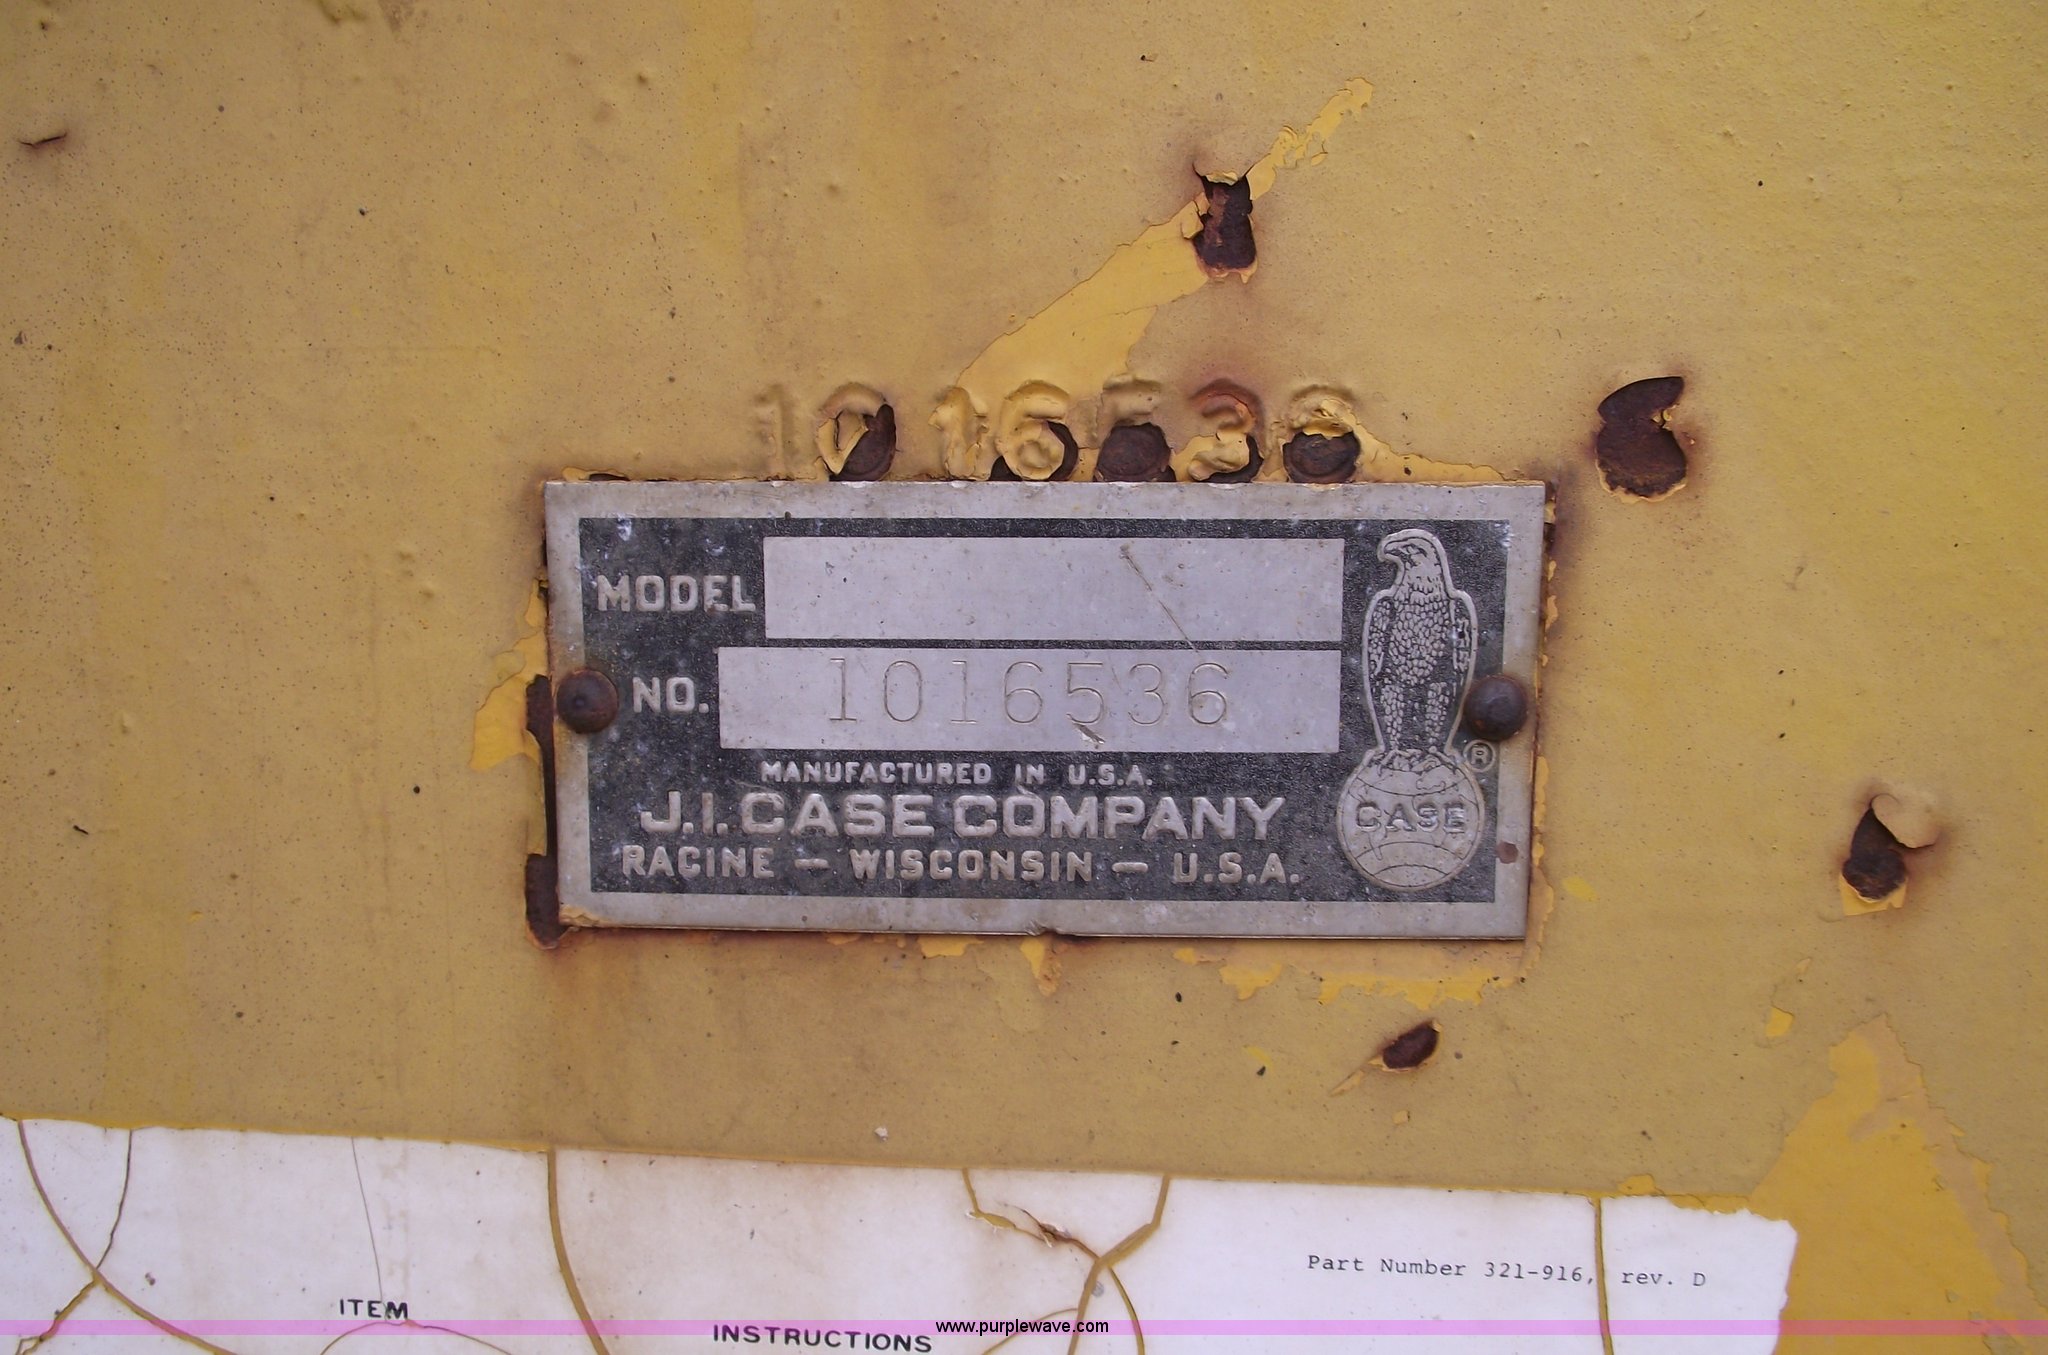 1016536
MODEL
NO. 1016536
MANUFACTURED IN U.S.A.
J.I. CASE COMPANY
RACINE — WISCONSIN — U.S.A.
®
CASE
Part Number 321-916, rev. D
ITEM
INSTRUCTIONS
www.purplewave.com